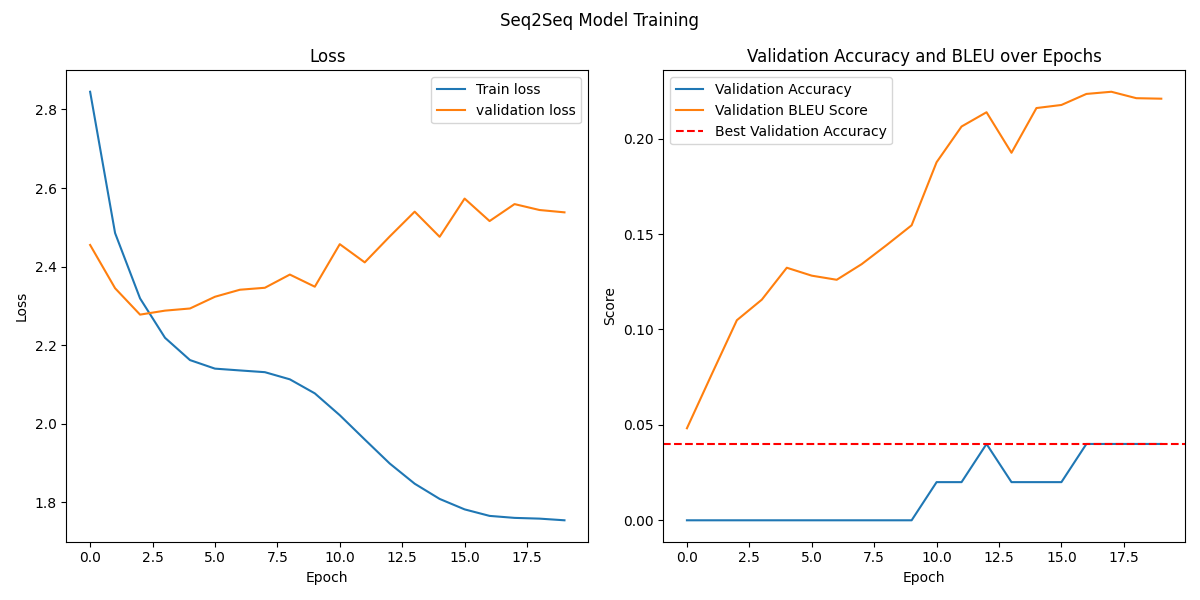 Seq2Seq Model Training
Loss
Train loss
validation loss
2.8
2.6
2.4
2.2
2.0
1.8
Loss
0.0 2.5 5.0 7.5 10.0 12.5 15.0 17.5
Epoch
Validation Accuracy and BLEU over Epochs
Validation Accuracy
Validation BLEU Score
Best Validation Accuracy
0.20
0.15
0.10
0.05
0.00
Score
0.0 2.5 5.0 7.5 10.0 12.5 15.0 17.5
Epoch